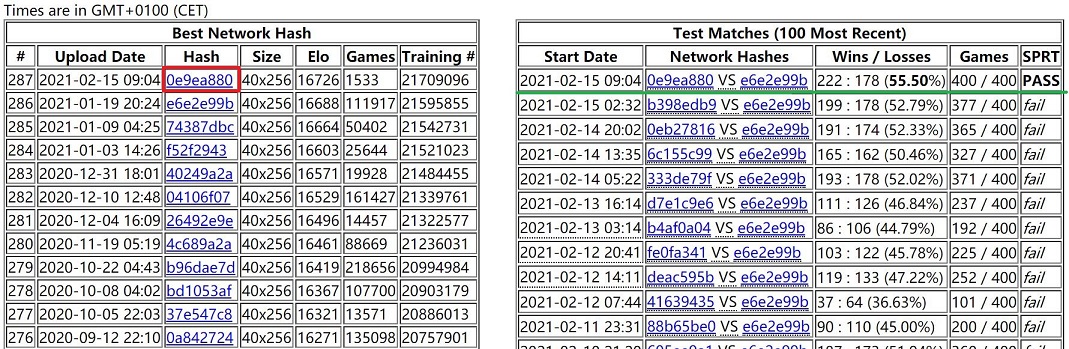 Times are in GMT+0100 (CET)
Best Network Hash
# Upload Date Hash Size Elo Games Training #
287 2021-02-15 09:04 0e9ea880 40x256 16726 1533 21709096
286 2021-01-19 20:24 e6e2e99b 40x256 16688 111917 21595855
285 2021-01-09 04:25 74387dbc 40x256 16664 50402 21542731
284 2021-01-03 14:26 f52f2943 40x256 16603 25644 21521023
283 2020-12-31 18:01 40249a2a 40x256 16571 19928 21484455
282 2020-12-10 12:48 04106f07 40x256 16529 161427 21339761
281 2020-12-04 16:09 26492e9e 40x256 16496 14457 21322577
280 2020-11-19 05:19 4c689a2a 40x256 16461 88669 21236031
279 2020-10-22 04:43 b96dae7d 40x256 16419 218656 20994984
278 2020-10-08 04:02 bd1053af 40x256 16367 107700 20903179
277 2020-10-05 22:03 37e547c8 40x256 16321 13571 20886013
276 2020-09-12 22:10 0a842724 40x256 16271 135098 20757901
Test Matches (100 Most Recent)
Start Date Network Hashes Wins / Losses Games SPRT
2021-02-15 09:04 0e9ea880 VS e6e2e99b 222 : 178 (55.50%) 400 / 400 PASS
2021-02-15 02:32 b398edb9 VS e6e2e99b 199 : 178 (52.79%) 377 / 400 fail
2021-02-14 20:02 0eb27816 VS e6e2e99b 191 : 174 (52.33%) 365 / 400 fail
2021-02-14 13:35 6c155c99 VS e6e2e99b 165 : 162 (50.46%) 327 / 400 fail
2021-02-14 05:22 333de79f VS e6e2e99b 193 : 178 (52.02%) 371 / 400 fail
2021-02-13 16:14 d7e1c9e6 VS e6e2e99b 111 : 126 (46.84%) 237 / 400 fail
2021-02-13 03:14 b4af0a04 VS e6e2e99b 86 : 106 (44.79%) 192 / 400 fail
2021-02-12 20:41 fe0fa341 VS e6e2e99b 103 : 122 (45.78%) 225 / 400 fail
2021-02-12 14:11 deac595b VS e6e2e99b 119 : 133 (47.22%) 252 / 400 fail
2021-02-12 07:44 41639435 VS e6e2e99b 37 : 64 (36.63%) 101 / 400 fail
2021-02-11 23:31 88b65be0 VS e6e2e99b 90 : 110 (45.00%) 200 / 400 fail